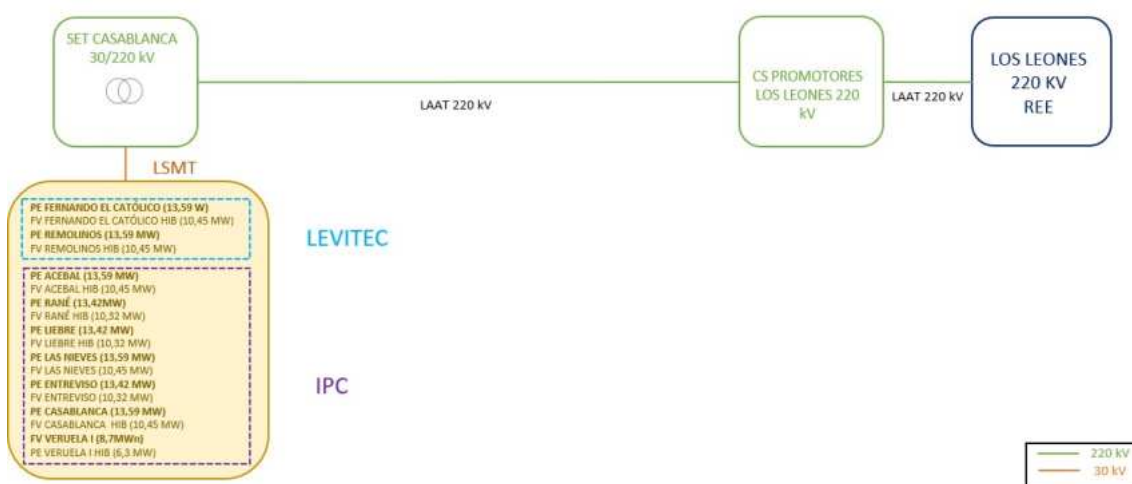 SET CASABLANCA
30/220 kV
LAAT 220 kV
CS PROMOTORES
LOS LEONES 220
kV
LAAT 220 kV
LOS LEONES
220 KV
REE
LSMT
PE FERNANDO EL CATÓLICO (13,59 W)
FV FERNANDO EL CATÓLICO HIB (10,45 MW)
PE REMOLINOS (13,59 MW)
FV REMOLINOS HIB (10,45 MW)
LEVITEC
PE ACEBAL (13,59 MW)
FV ACEBAL HIB (10,45 MW)
PE RANÉ (13,42MW)
FV RANÉ HIB (10,32 MW)
PE LIEBRE (13,42 MW)
FV LIEBRE HIB (10,32 MW)
PE LAS NIEVES (13,59 MW)
FV LAS NIEVES (10,45 MW)
PE ENTREVISO (13,42 MW)
FV ENTREVISO (10,32 MW)
PE CASABLANCA (13,59 MW)
FV CASABLANCA HIB (10,45 MW)
FV VERUELA I (8,7MWn)
PE VERUELA I HIB (6,3 MW)
IPC
220 kV
30 kV